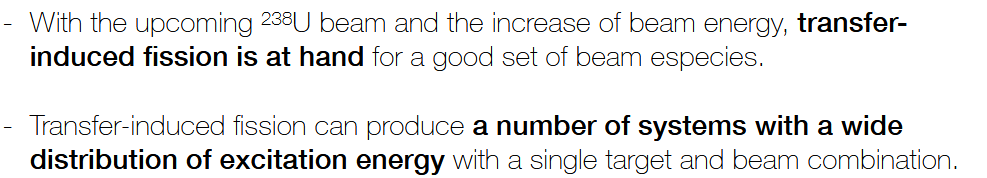 - With the upcoming ²³⁸U beam and the increase of beam energy, transfer-
induced fission is at hand for a good set of beam especies.
- Transfer-induced fission can produce a number of systems with a wide
distribution of excitation energy with a single target and beam combination.